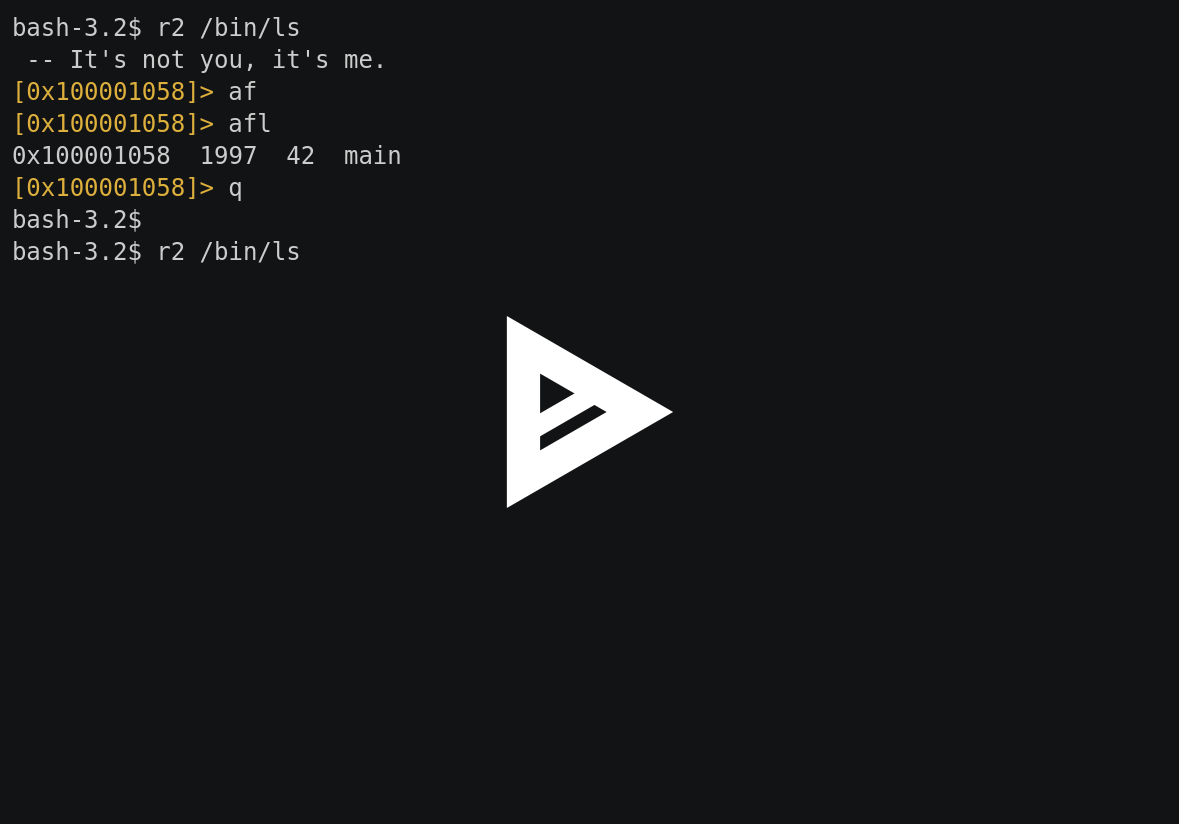 bash-3.2$ r2 /bin/ls
 -- It's not you, it's me.
[0x100001058]> af
[0x100001058]> afl
0x100001058  1997  42  main
[0x100001058]> q
bash-3.2$
bash-3.2$ r2 /bin/ls